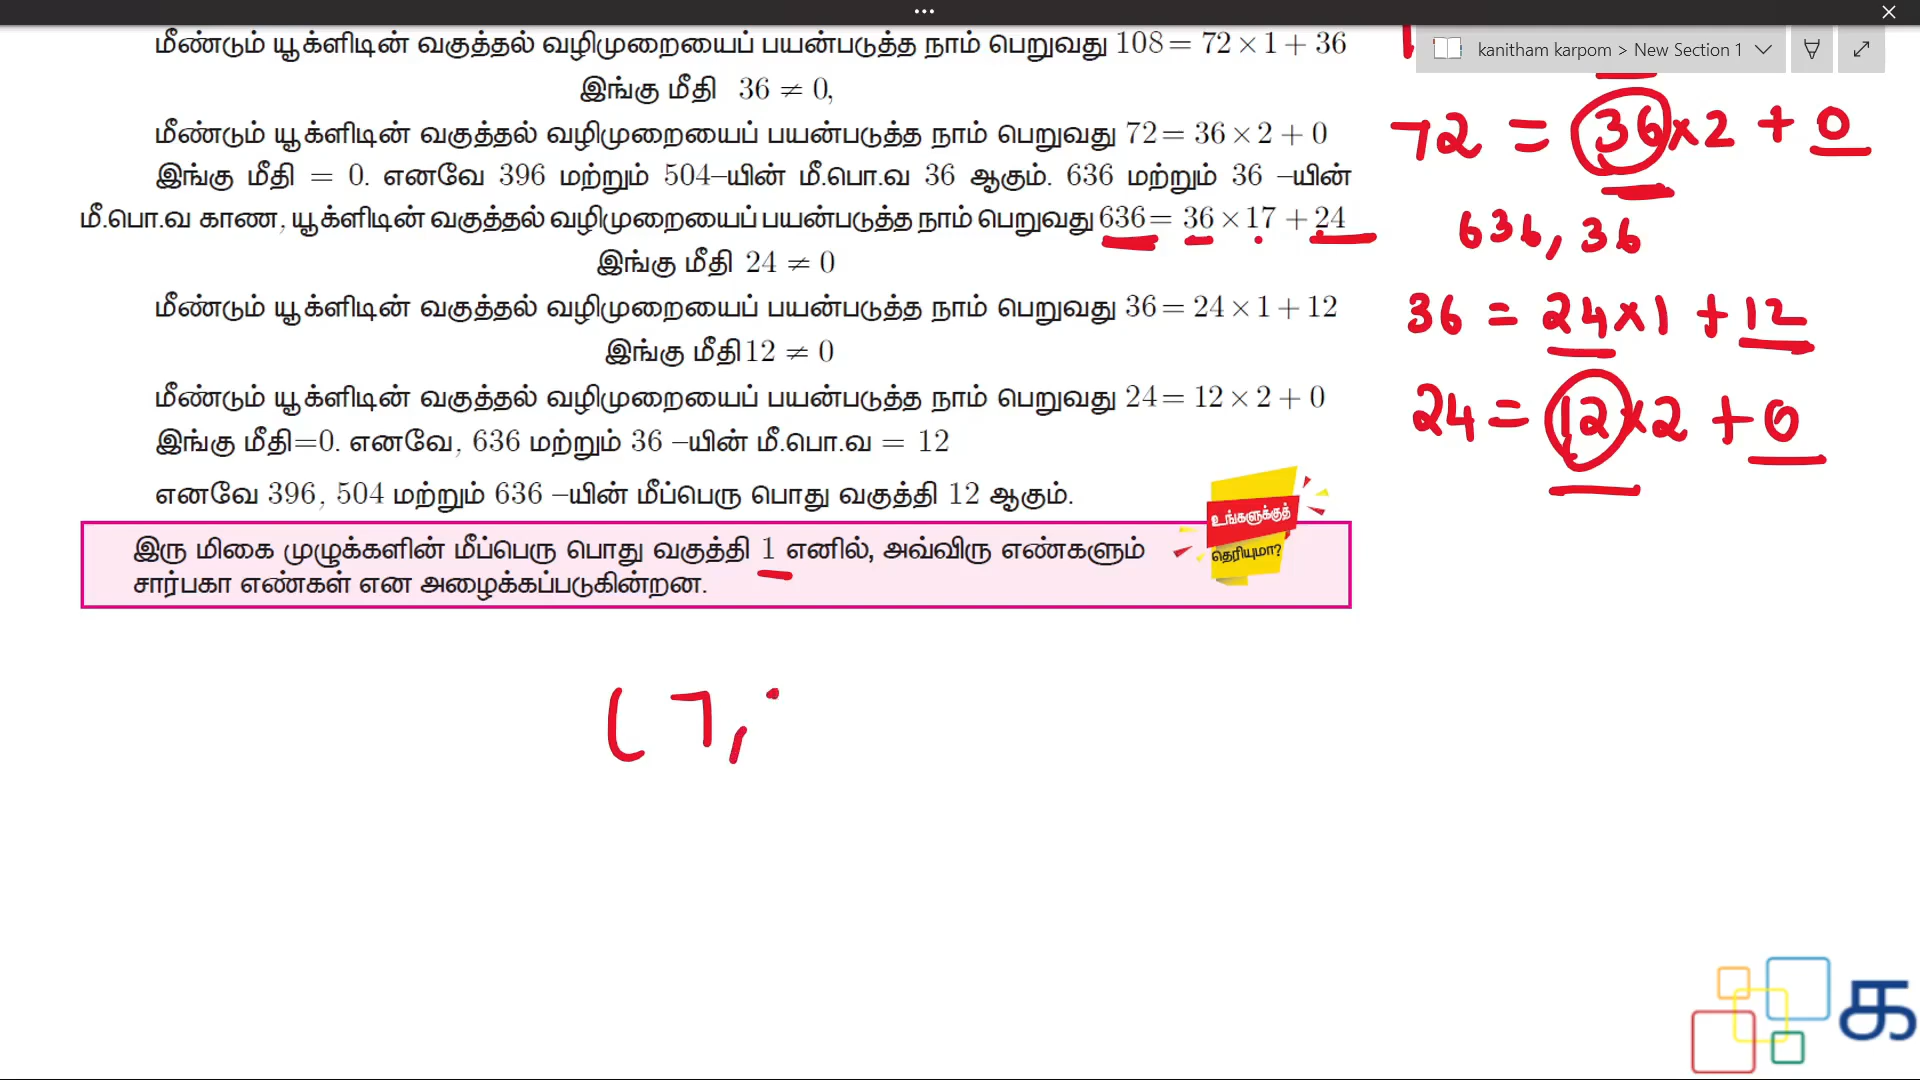 மீண்டும் யூக்ளிடின் வகுத்தல் வழிமுறையைப் பயன்படுத்த நாம் பெறுவது 108 = 72 × 1 + 36
இங்கு மீதி 36 ≠ 0,
மீண்டும் யூக்ளிடின் வகுத்தல் வழிமுறையைப் பயன்படுத்த நாம் பெறுவது 72 = 36 × 2 + 0
இங்கு மீதி = 0. எனவே 396 மற்றும் 504–யின் மீ.பொ.வ 36 ஆகும். 636 மற்றும் 36 –யின்
மீ.பொ.வ காண, யூக்ளிடின் வகுத்தல் வழிமுறையைப் பயன்படுத்த நாம் பெறுவது 636 = 36 × 17 + 24
இங்கு மீதி 24 ≠ 0
மீண்டும் யூக்ளிடின் வகுத்தல் வழிமுறையைப் பயன்படுத்த நாம் பெறுவது 36 = 24 × 1 + 12
இங்கு மீதி 12 ≠ 0
மீண்டும் யூக்ளிடின் வகுத்தல் வழிமுறையைப் பயன்படுத்த நாம் பெறுவது 24 = 12 × 2 + 0
இங்கு மீதி=0. எனவே, 636 மற்றும் 36 –யின் மீ.பொ.வ = 12
எனவே 396, 504 மற்றும் 636 –யின் மீப்பெரு பொது வகுத்தி 12 ஆகும்.
உங்களுக்குத்
தெரியுமா?
இரு மிகை முழுக்களின் மீப்பெரு பொது வகுத்தி 1 எனில், அவ்விரு எண்களும்
சார்பகா எண்கள் என அழைக்கப்படுகின்றன.
( 7,
kanitham karpom > New Section 1
72 = 36 × 2 + 0
636, 36
36 = 24 × 1 + 12
24 = 12 × 2 + 0
க